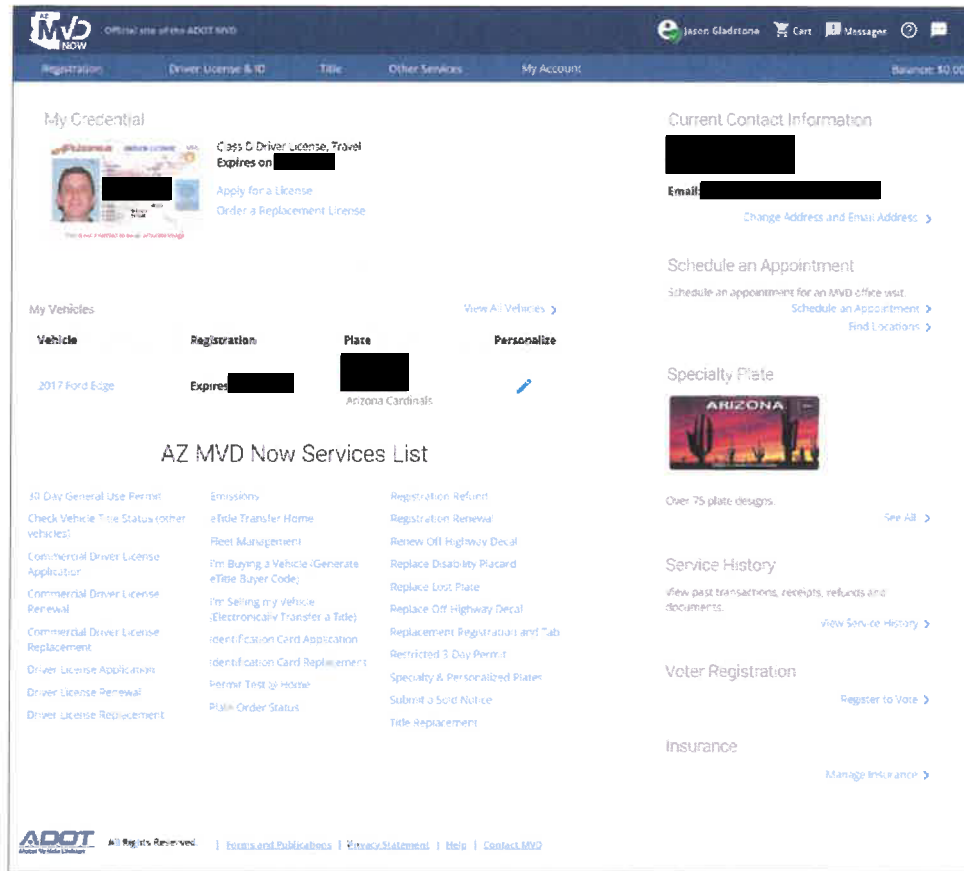 AZ
MVD
NOW
Official site of the ADOT MVD
Jason Gladstone
Cart
Messages
Registration
Driver License & ID
Title
Other Services
My Account
Balance: $0.00
My Credential
Class D Driver License, Travel
Expires on
Apply for a License
Order a Replacement License
Current Contact Information
Email:
Change Address and Email Address
Schedule an Appointment
Schedule an appointment for an MVD office visit.
Schedule an Appointment
Find Locations
My Vehicles
View All Vehicles
Vehicle
Registration
Plate
Personalize
2017 Ford Edge
Expires
Arizona Cardinals
Specialty Plate
ARIZONA
Over 75 plate designs.
See All
AZ MVD Now Services List
30 Day General Use Permit
Check Vehicle Title Status (other
vehicles)
Commercial Driver License
Application
Commercial Driver License
Renewal
Commercial Driver License
Replacement
Driver License Application
Driver License Renewal
Driver License Replacement
Emissions
eTitle Transfer Home
Fleet Management
I'm Buying a Vehicle (Generate
eTitle Buyer Code)
I'm Selling my Vehicle
(Electronically Transfer a Title)
Identification Card Application
Identification Card Replacement
Permit Test @ Home
Plate Order Status
Registration Refund
Registration Renewal
Renew Off Highway Decal
Replace Disability Placard
Replace Lost Plate
Replace Off Highway Decal
Replacement Registration and Tab
Restricted 3 Day Permit
Specialty & Personalized Plates
Submit a Sold Notice
Title Replacement
Service History
View past transactions, receipts, refunds and
documents.
View Service History
Voter Registration
Register to Vote
Insurance
Manage Insurance
ADOT
All Rights Reserved.
| Forms and Publications | Privacy Statement | Help | Contact MVD